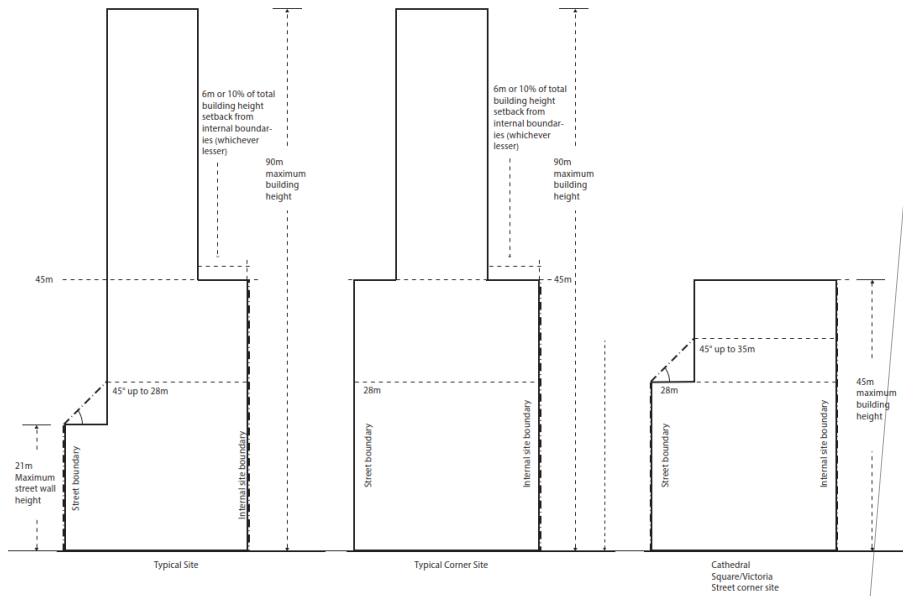 6m or 10% of total
building height
setback from
internal boundar-
ies (whichever
lesser)
90m
maximum
building
height
45m
45° up to 28m
21m
Maximum
street wall
height
Street boundary
Internal site boundary
Typical Site
6m or 10% of total
building height
setback from
internal boundar-
ies (whichever
lesser)
90m
maximum
building
height
45m
28m
Street boundary
Internal site boundary
Typical Corner Site
45° up to 35m
28m
45m
maximum
building
height
Street boundary
Internal site boundary
Cathedral
Square/Victoria
Street corner site